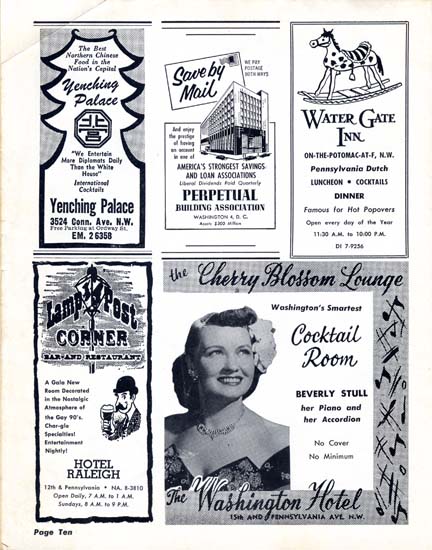 The Best
Northern Chinese
Food in the
Nation's Capital
Yenching
Palace
"We Entertain
More Diplomats Daily
Than the White
House"
International
Cocktails
Yenching Palace
3524 Conn. Ave. N.W.
Free Parking at Ordway St.
EM. 2 6358
Save by
Mail
WE PAY
POSTAGE
BOTH WAYS
And enjoy
the prestige
of having
an account
in one of
AMERICA'S STRONGEST SAVINGS
AND LOAN ASSOCIATIONS
Liberal Dividends Paid Quarterly
PERPETUAL
BUILDING ASSOCIATION
WASHINGTON 4, D. C.
Assets $300 Million
WATER GATE
INN
ON-THE-POTOMAC-AT-F, N.W.
Pennsylvania Dutch
LUNCHEON • COCKTAILS
DINNER
Famous for Hot Popovers
Open every day of the Year
11:30 A.M. to 10:00 P.M.
DI 7-9256
Lamp Post
CORNER
BAR-AND-RESTAURANT
A Gala New
Room Decorated
in the Nostalgic
Atmosphere of
the Gay 90's.
Char-gle
Specialties!
Entertainment
Nightly!
HOTEL
RALEIGH
12th & Pennsylvania • NA. 8-3810
Open Daily, 7 A.M. to 1 A.M.
Sundays, 8 A.M. to 9 P.M.
the Cherry Blossom Lounge
Washington's Smartest
Cocktail
Room
BEVERLY STULL
her Piano and
her Accordion
No Cover
No Minimum
The Washington Hotel
15th AND PENNSYLVANIA AVE. N.W.
Page Ten